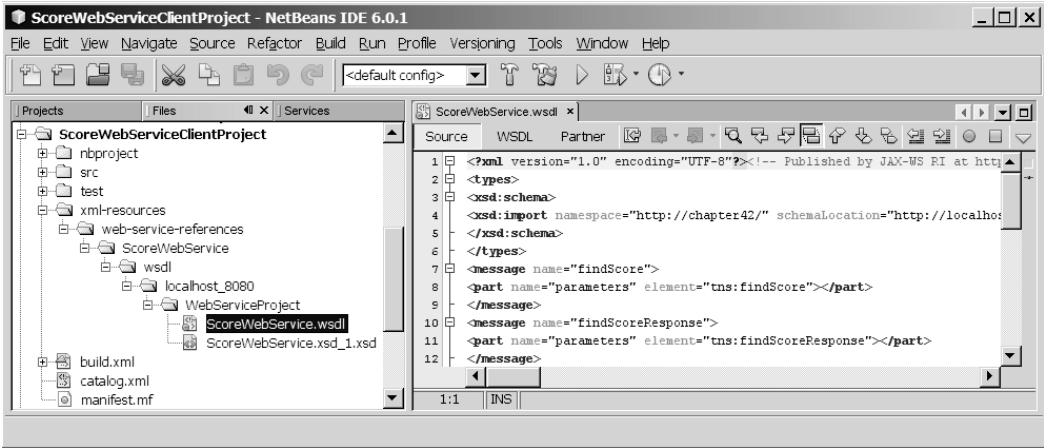 ScoreWebServiceClientProject - NetBeans IDE 6.0.1
File Edit View Navigate Source Refactor Build Run Profile Versioning Tools Window Help
<default config>
Projects
Files
Services
ScoreWebServiceClientProject
nbproject
src
test
xml-resources
web-service-references
ScoreWebService
wsdl
localhost_8080
WebServiceProject
ScoreWebService.wsdl
ScoreWebService.xsd_1.xsd
build.xml
catalog.xml
manifest.mf
ScoreWebService.wsdl
Source WSDL Partner
1 <?xml version="1.0" encoding="UTF-8"?><!-- Published by JAX-WS RI at http
2 <types>
3 <xsd:schema>
4 <xsd:import namespace="http://chapter42/" schemaLocation="http://localhos
5 </xsd:schema>
6 </types>
7 <message name="findScore">
8 <part name="parameters" element="tns:findScore"></part>
9 </message>
10 <message name="findScoreResponse">
11 <part name="parameters" element="tns:findScoreResponse"></part>
12 </message>
1:1 INS